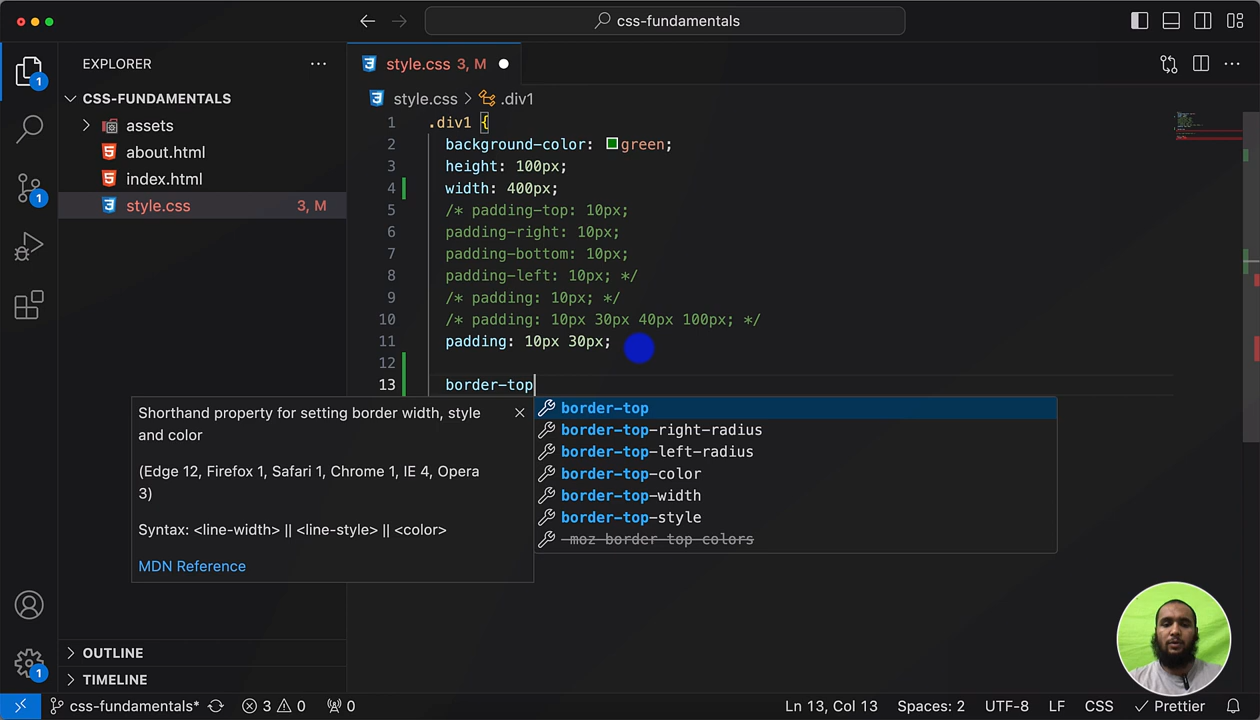 css-fundamentals
EXPLORER
style.css 3, M
1
CSS-FUNDAMENTALS
assets
about.html
index.html
style.css 3, M
style.css > .div1
1 .div1 {
2 background-color: green;
3 height: 100px;
4 width: 400px;
5 /* padding-top: 10px;
6 padding-right: 10px;
7 padding-bottom: 10px;
8 padding-left: 10px; */
9 /* padding: 10px; */
10 /* padding: 10px 30px 40px 100px; */
11 padding: 10px 30px;
12
13 border-top
1
Shorthand property for setting border width, style
and color
(Edge 12, Firefox 1, Safari 1, Chrome 1, IE 4, Opera
3)
Syntax: <line-width> || <line-style> || <color>
MDN Reference
border-top
border-top-right-radius
border-top-left-radius
border-top-color
border-top-width
border-top-style
-moz-border-top-colors
OUTLINE
TIMELINE
1
css-fundamentals* 3 0 0 Ln 13, Col 13 Spaces: 2 UTF-8 LF CSS Prettier